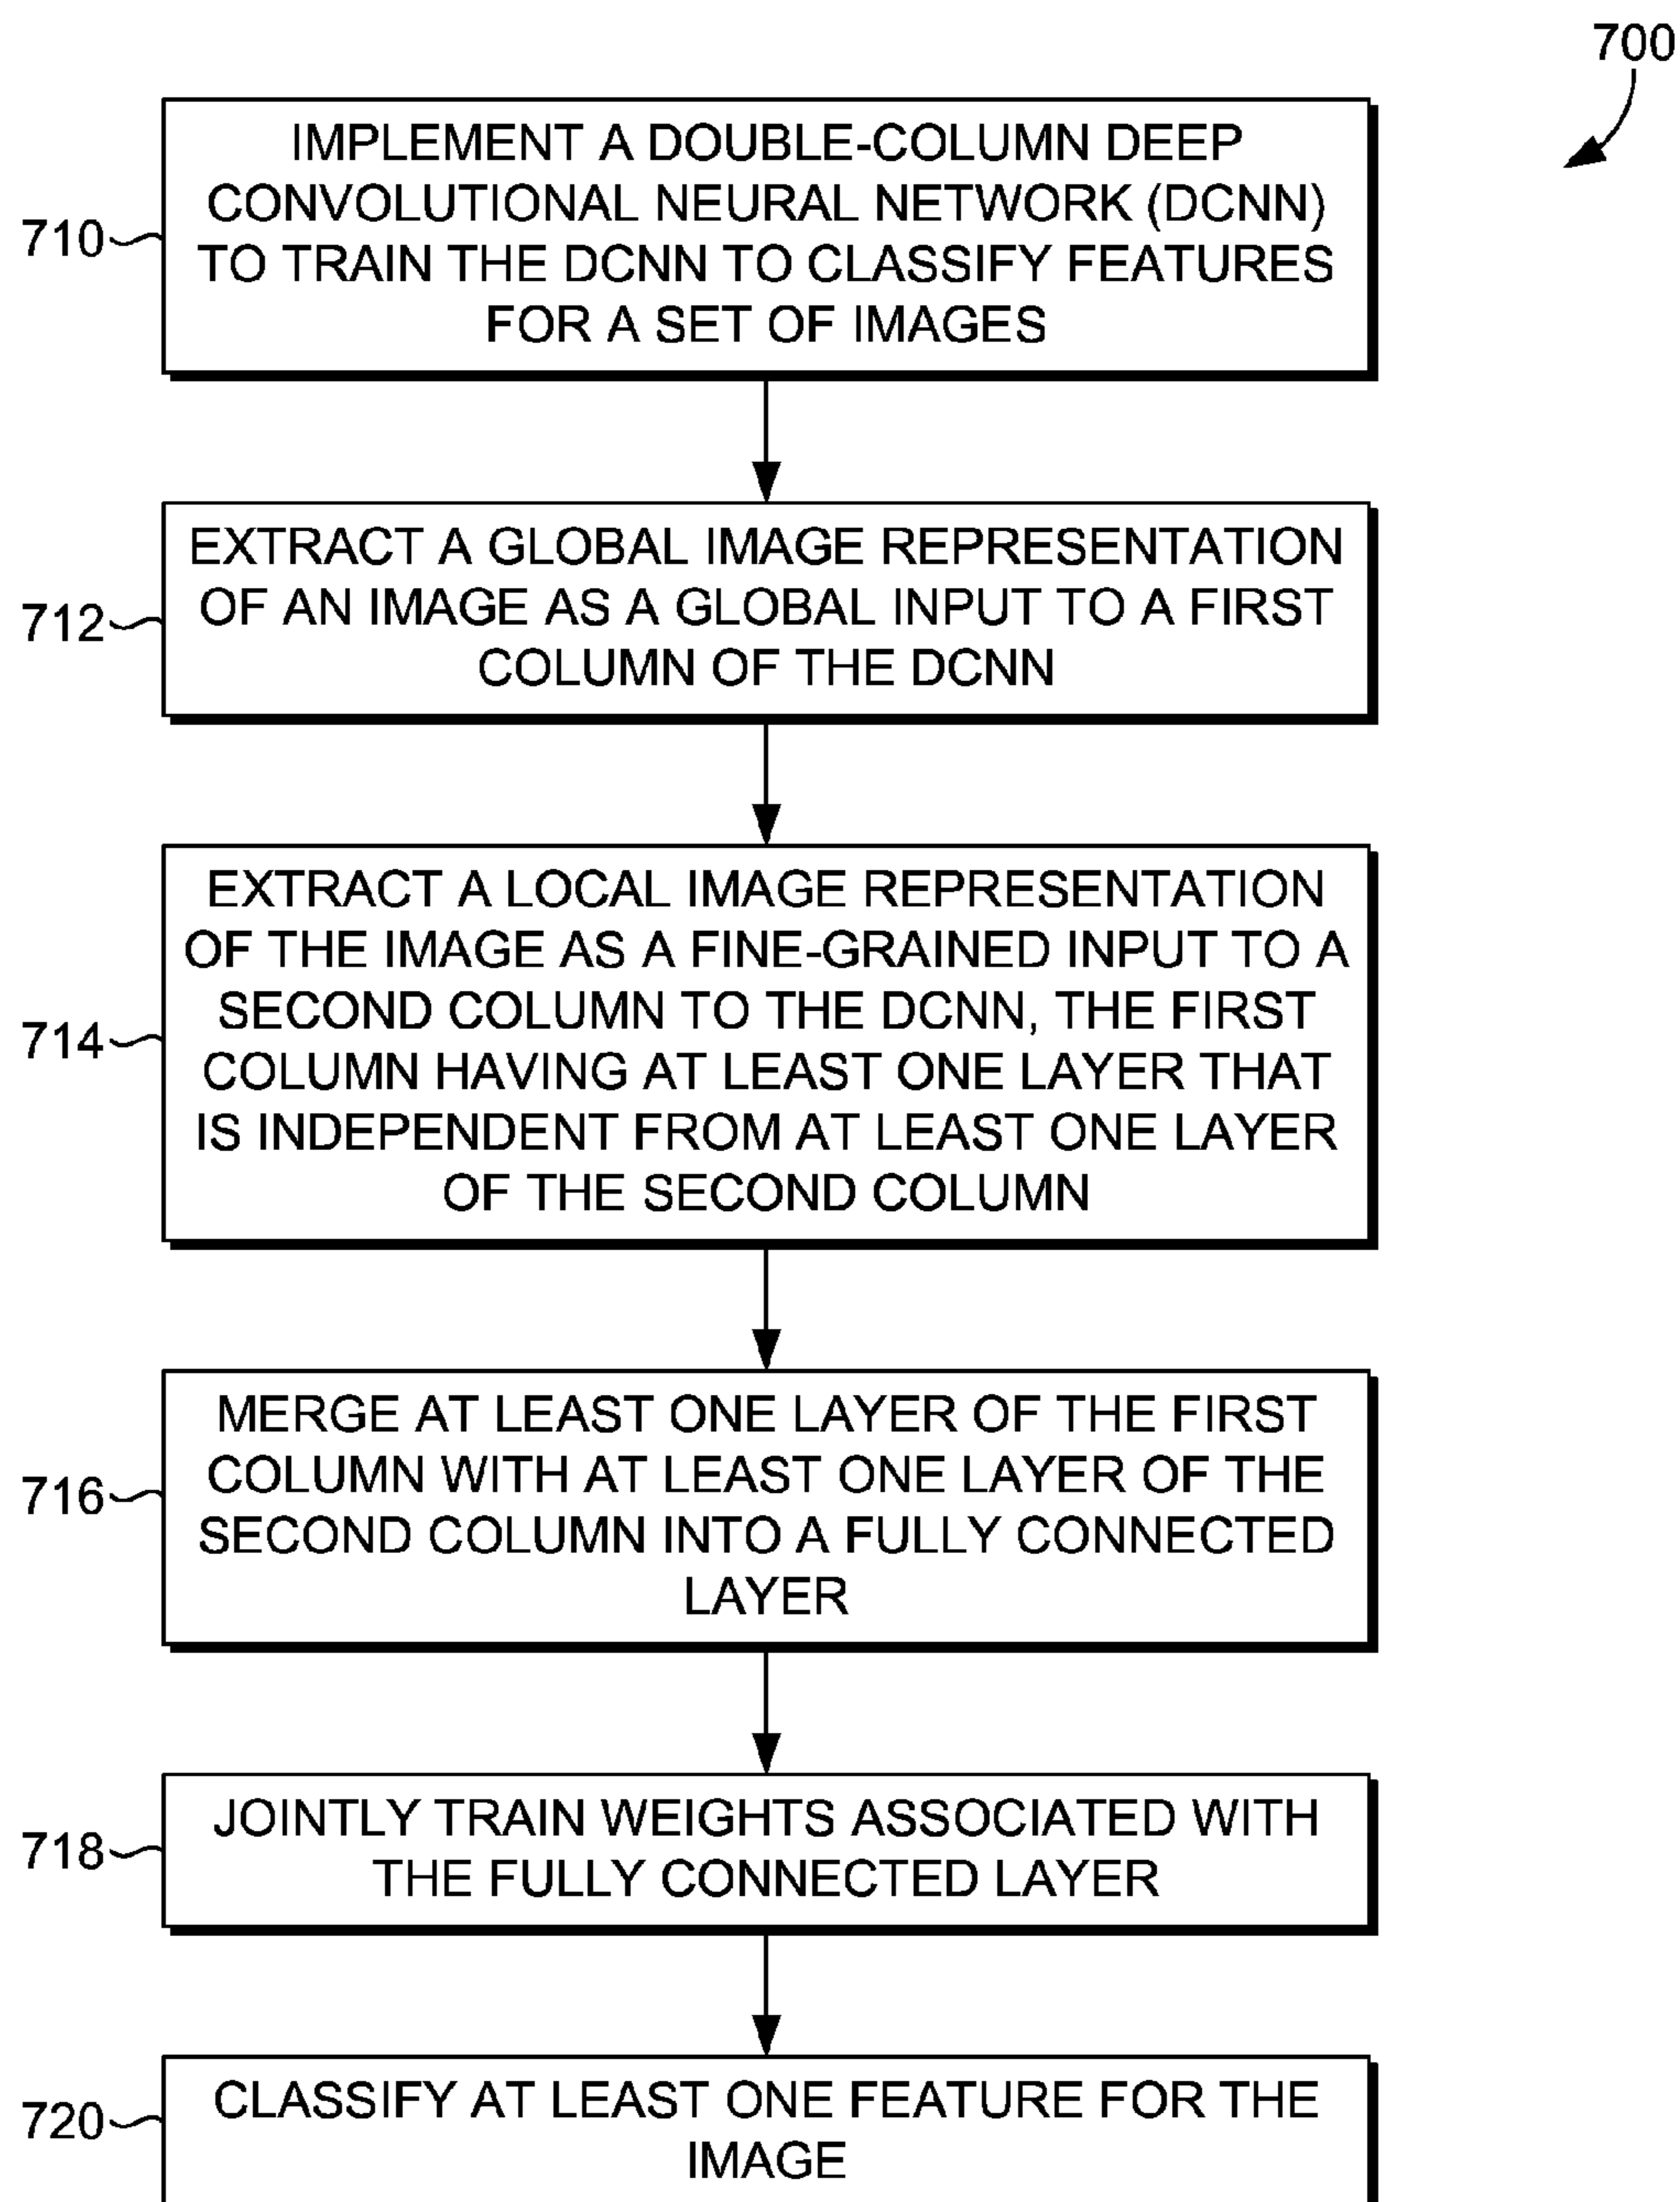 700
710
IMPLEMENT A DOUBLE-COLUMN DEEP
CONVOLUTIONAL NEURAL NETWORK (DCNN)
TO TRAIN THE DCNN TO CLASSIFY FEATURES
FOR A SET OF IMAGES
712
EXTRACT A GLOBAL IMAGE REPRESENTATION
OF AN IMAGE AS A GLOBAL INPUT TO A FIRST
COLUMN OF THE DCNN
714
EXTRACT A LOCAL IMAGE REPRESENTATION
OF THE IMAGE AS A FINE-GRAINED INPUT TO A
SECOND COLUMN TO THE DCNN, THE FIRST
COLUMN HAVING AT LEAST ONE LAYER THAT
IS INDEPENDENT FROM AT LEAST ONE LAYER
OF THE SECOND COLUMN
716
MERGE AT LEAST ONE LAYER OF THE FIRST
COLUMN WITH AT LEAST ONE LAYER OF THE
SECOND COLUMN INTO A FULLY CONNECTED
LAYER
718
JOINTLY TRAIN WEIGHTS ASSOCIATED WITH
THE FULLY CONNECTED LAYER
720
CLASSIFY AT LEAST ONE FEATURE FOR THE
IMAGE